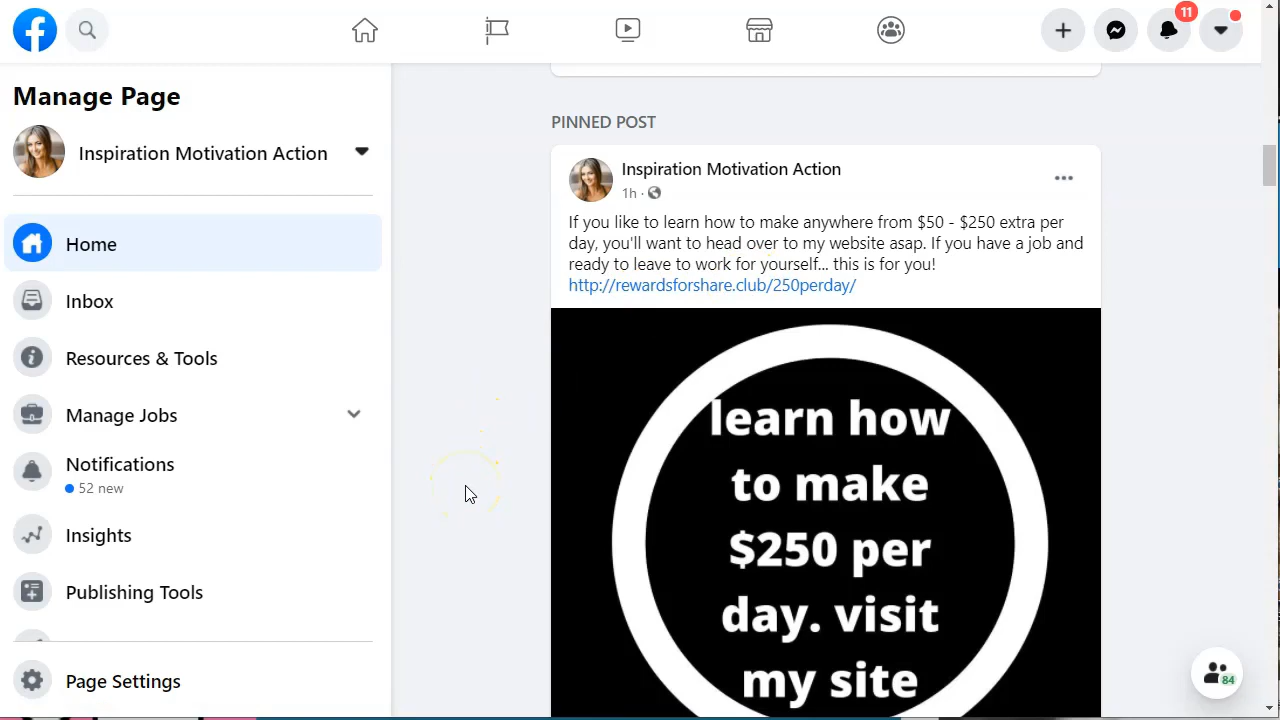 11
Manage Page
Inspiration Motivation Action
Home
Inbox
Resources & Tools
Manage Jobs
Notifications
52 new
Insights
Publishing Tools
Page Settings
PINNED POST
Inspiration Motivation Action
1h ·
If you like to learn how to make anywhere from $50 - $250 extra per
day, you'll want to head over to my website asap. If you have a job and
ready to leave to work for yourself... this is for you!
http://rewardsforshare.club/250perday/
learn how
to make
$250 per
day. visit
my site
84